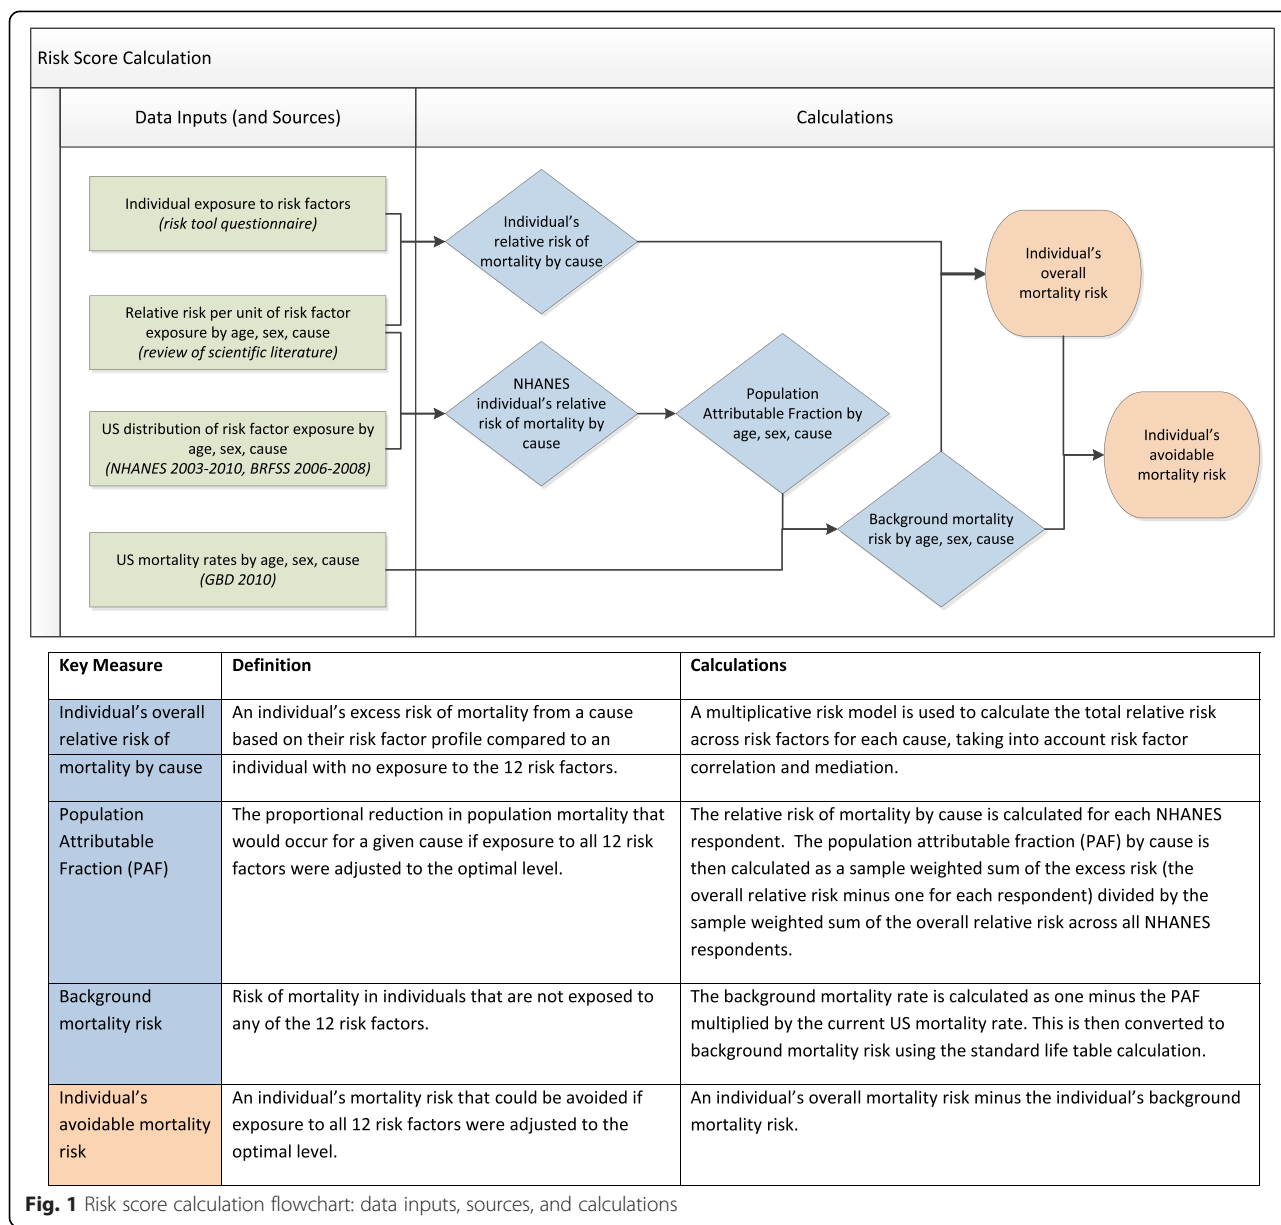 Risk Score Calculation
Data Inputs (and Sources)
Calculations
Individual exposure to risk factors
(risk tool questionnaire)
Relative risk per unit of risk factor
exposure by age, sex, cause
(review of scientific literature)
US distribution of risk factor exposure by
age, sex, cause
(NHANES 2003-2010, BRFSS 2006-2008)
US mortality rates by age, sex, cause
(GBD 2010)
Individual's
relative risk of
mortality by cause
NHANES
individual's relative
risk of mortality by
cause
Population
Attributable Fraction by
age, sex, cause
Background mortality
risk by age, sex, cause
Individual's
overall
mortality risk
Individual's
avoidable
mortality risk
Key Measure
Definition
Calculations
Individual's overall
relative risk of
mortality by cause
An individual's excess risk of mortality from a cause
based on their risk factor profile compared to an
individual with no exposure to the 12 risk factors.
A multiplicative risk model is used to calculate the total relative risk
across risk factors for each cause, taking into account risk factor
correlation and mediation.
Population
Attributable
Fraction (PAF)
The proportional reduction in population mortality that
would occur for a given cause if exposure to all 12 risk
factors were adjusted to the optimal level.
The relative risk of mortality by cause is calculated for each NHANES
respondent.  The population attributable fraction (PAF) by cause is
then calculated as a sample weighted sum of the excess risk (the
overall relative risk minus one for each respondent) divided by the
sample weighted sum of the overall relative risk across all NHANES
respondents.
Background
mortality risk
Risk of mortality in individuals that are not exposed to
any of the 12 risk factors.
The background mortality rate is calculated as one minus the PAF
multiplied by the current US mortality rate. This is then converted to
background mortality risk using the standard life table calculation.
Individual's
avoidable mortality
risk
An individual's mortality risk that could be avoided if
exposure to all 12 risk factors were adjusted to the
optimal level.
An individual's overall mortality risk minus the individual's background
mortality risk.
Fig. 1 Risk score calculation flowchart: data inputs, sources, and calculations